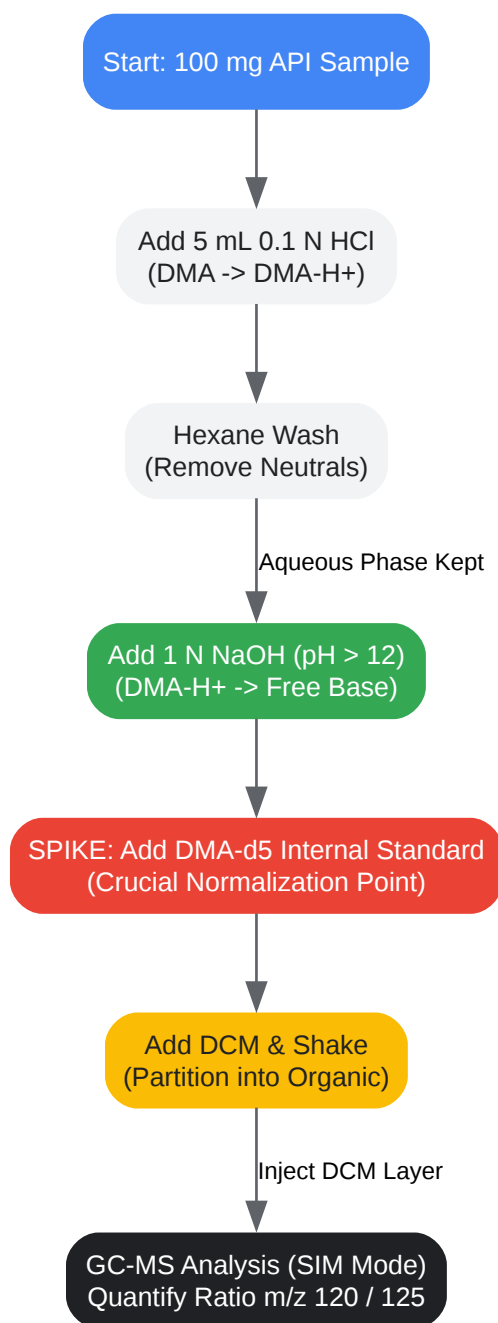 Start: 100 mg API Sample
Add 5 mL 0.1 N HCl
(DMA -> DMA-H+)
Hexane Wash
(Remove Neutrals)
Aqueous Phase Kept
Add 1 N NaOH (pH > 12)
(DMA-H+ -> Free Base)
SPIKE: Add DMA-d5 Internal Standard
(Crucial Normalization Point)
Add DCM & Shake
(Partition into Organic)
Inject DCM Layer
GC-MS Analysis (SIM Mode)
Quantify Ratio m/z 120 / 125